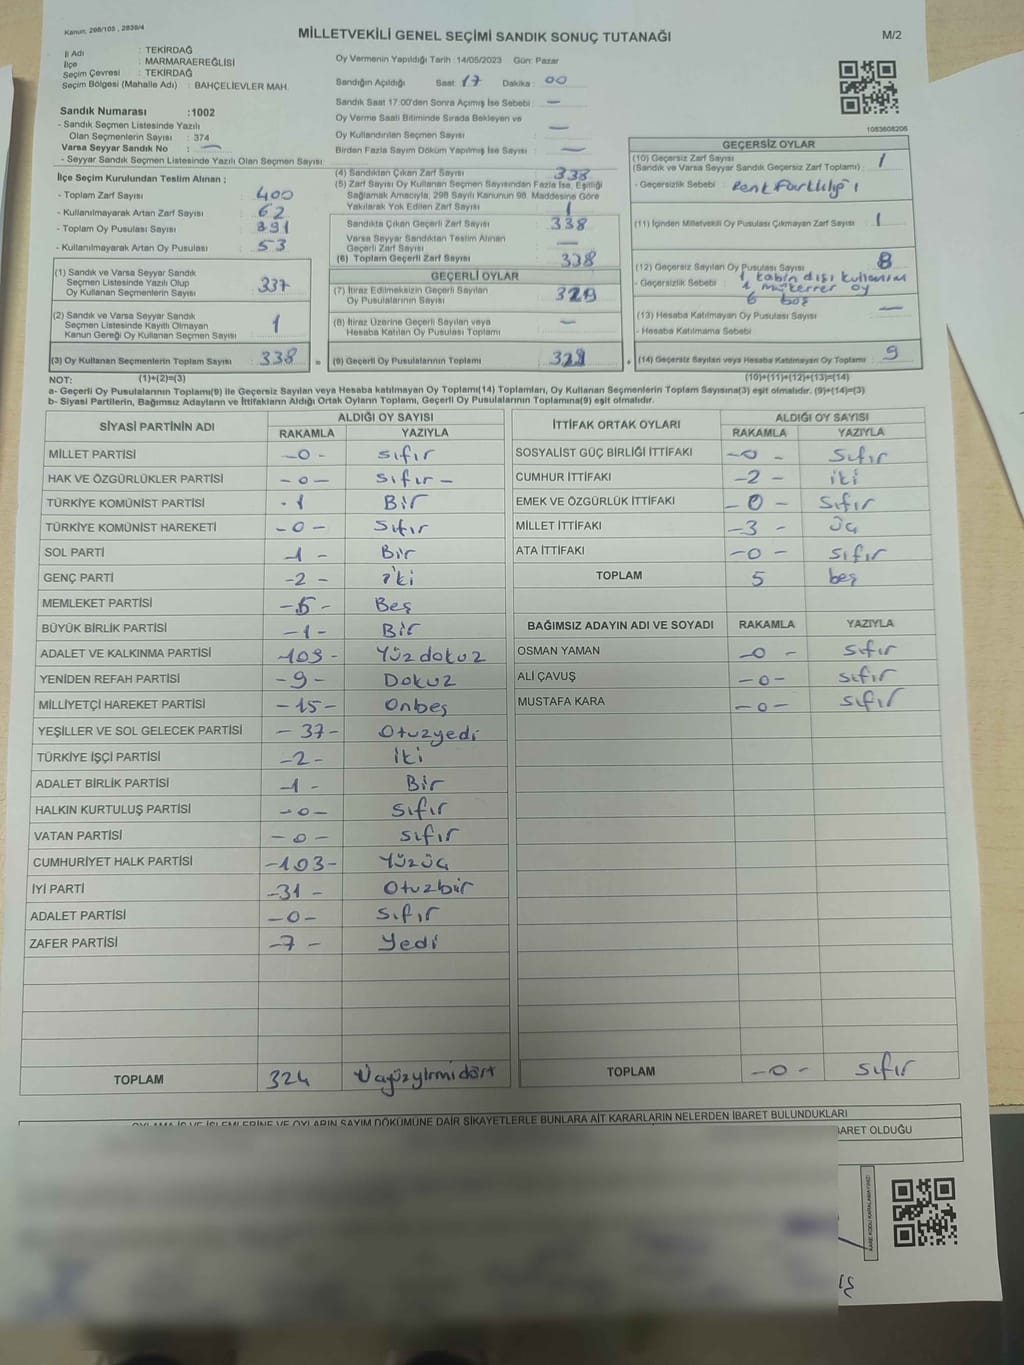 Kanun, 298/105 , 2839/4
MİLLETVEKİLİ GENEL SEÇİMİ SANDIK SONUÇ TUTANAĞI
M/2
İl Adı : TEKİRDAĞ
İlçe : MARMARAEREĞLİSİ
Seçim Çevresi : TEKİRDAĞ
Seçim Bölgesi (Mahalle Adı) : BAHÇELİEVLER MAH.
Sandık Numarası :1002
- Sandık Seçmen Listesinde Yazılı
Olan Seçmenlerin Sayısı : 374
Varsa Seyyar Sandık No : —
- Seyyar Sandık Seçmen Listesinde Yazılı Olan Seçmen Sayısı
İlçe Seçim Kurulundan Teslim Alınan ;
- Toplam Zarf Sayısı : 400
- Kullanılmayarak Artan Zarf Sayısı : 62
- Toplam Oy Pusulası Sayısı : 391
- Kullanılmayarak Artan Oy Pusulası : 53
Oy Vermenin Yapıldığı Tarih :14/05/2023 Gün: Pazar
Sandığın Açıldığı Saat: 17 Dakika : 00
Sandık Saat 17.00'den Sonra Açımış İse Sebebi : —
Oy Verme Saati Bitiminde Sırada Bekleyen ve
Oy Kullandırılan Seçmen Sayısı : —
Birden Fazla Sayım Döküm Yapılmış İse Sayısı : —
(4) Sandıktan Çıkan Zarf Sayısı : 338
(5) Zarf Sayısı Oy Kullanan Seçmen Sayısından Fazla İse, Eşitliği
Sağlamak Amacıyla, 298 Sayılı Kanunun 98. Maddesine Göre
Yakılarak Yok Edilen Zarf Sayısı : 1
Sandıkta Çıkan Geçerli Zarf Sayısı : 338
Varsa Seyyar Sandıktan Teslim Alınan
Geçerli Zarf Sayısı : —
(6) Toplam Geçerli Zarf Sayısı : 338
1083608206
GEÇERSİZ OYLAR
(10) Geçersiz Zarf Sayısı
(Sandık ve Varsa Seyyar Sandık Geçersiz Zarf Toplamı) : 1
- Geçersizlik Sebebi : Renk Farklılığı
(11) İçinden Milletvekili Oy Pusulası Çıkmayan Zarf Sayısı : 1
(12) Geçersiz Sayılan Oy Pusulası Sayısı : 8
- Geçersizlik Sebebi : 1 kabin dışı kullanım
1 mükerrer oy
6 boş
(13) Hesaba Katılmayan Oy Pusulası Sayısı : —
- Hesaba Katılmama Sebebi
(14) Geçersiz Sayılan veya Hesaba Katılmayan Oy Toplamı : 9
(10)+(11)+(12)+(13)=(14)
(1) Sandık ve Varsa Seyyar Sandık
Seçmen Listesinde Yazılı Olup
Oy Kullanan Seçmenlerin Sayısı : 337
(2) Sandık ve Varsa Seyyar Sandık
Seçmen Listesinde Kayıtlı Olmayan
Kanun Gereği Oy Kullanan Seçmen Sayısı : 1
(3) Oy Kullanan Seçmenlerin Toplam Sayısı : 338 =
(1)+(2)=(3)
GEÇERLİ OYLAR
(7) İtiraz Edilmeksizin Geçerli Sayılan
Oy Pusulalarının Sayısı : 329
(8) İtiraz Üzerine Geçerli Sayılan veya
Hesaba Katılan Oy Pusulası Toplamı : —
(9) Geçerli Oy Pusulalarının Toplamı : 329 +
NOT:
a- Geçerli Oy Pusulalarının Toplamı(9) ile Geçersiz Sayılan veya Hesaba katılmayan Oy Toplamı(14) Toplamları, Oy Kullanan Seçmenlerin Toplam Sayısına(3) eşit olmalıdır. (9)+(14)=(3)
b- Siyasi Partilerin, Bağımsız Adayların ve İttifakların Aldığı Ortak Oyların Toplamı, Geçerli Oy Pusulalarının Toplamına(9) eşit olmalıdır.
SİYASİ PARTİNİN ADI ALDIĞI OY SAYISI
RAKAMLA YAZIYLA
MİLLET PARTİSİ -0- sıfır
HAK VE ÖZGÜRLÜKLER PARTİSİ -0- sıfır -
TÜRKİYE KOMÜNİST PARTİSİ -1 Bir
TÜRKİYE KOMÜNİST HAREKETİ -0- Sıfır
SOL PARTİ 1 - Bir
GENÇ PARTİ -2- iki
MEMLEKET PARTİSİ -5- Beş
BÜYÜK BİRLİK PARTİSİ -1- Bir
ADALET VE KALKINMA PARTİSİ -109- Yüzdokuz
YENİDEN REFAH PARTİSİ -9- Dokuz
MİLLİYETÇİ HAREKET PARTİSİ -15- Onbeş
YEŞİLLER VE SOL GELECEK PARTİSİ -37- Otuzyedi
TÜRKİYE İŞÇİ PARTİSİ -2- iki
ADALET BİRLİK PARTİSİ -1- Bir
HALKIN KURTULUŞ PARTİSİ -0- sıfır
VATAN PARTİSİ -0- sıfır
CUMHURİYET HALK PARTİSİ -103- Yüzüç
İYİ PARTİ -31- Otuzbir
ADALET PARTİSİ -0- sıfır
ZAFER PARTİSİ -7- Yedi
TOPLAM 324 Üçyüzyirmidört
İTTİFAK ORTAK OYLARI ALDIĞI OY SAYISI
RAKAMLA YAZIYLA
SOSYALİST GÜÇ BİRLİĞİ İTTİFAKI -0- Sıfır
CUMHUR İTTİFAKI -2- iki
EMEK VE ÖZGÜRLÜK İTTİFAKI -0- Sıfır
MİLLET İTTİFAKI -3- üç
ATA İTTİFAKI -0- sıfır
TOPLAM 5 beş
BAĞIMSIZ ADAYIN ADI VE SOYADI RAKAMLA YAZIYLA
OSMAN YAMAN -0- sıfır
ALİ ÇAVUŞ -0- sıfır
MUSTAFA KARA -0- sıfır
TOPLAM -0- sıfır
OYLAMA İŞ VE İŞLEMLERİNE VE OYLARIN SAYIM DÖKÜMÜNE DAİR ŞİKAYETLERLE BUNLARA AİT KARARLARIN NELERDEN İBARET BULUNDUKLARI
BARET OLDUĞU
KARE KODU KARALAMAYINIZ!